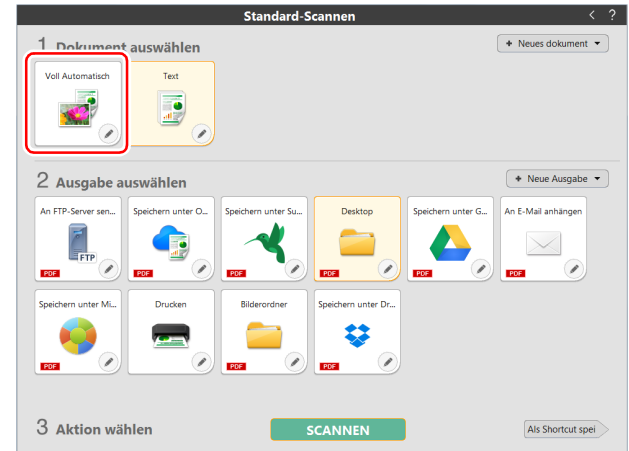 Standard-Scannen < ?
1 Dokument auswählen
+ Neues dokument
Voll Automatisch
Text
2 Ausgabe auswählen
+ Neue Ausgabe
An FTP-Server sen...
Speichern unter O...
Speichern unter Su...
Desktop
Speichern unter G...
An E-Mail anhängen
FTP
PDF
PDF
PDF
PDF
PDF
PDF
Speichern unter Mi...
Drucken
Bilderordner
Speichern unter Dr...
PDF
PDF
PDF
3 Aktion wählen
SCANNEN
Als Shortcut spei